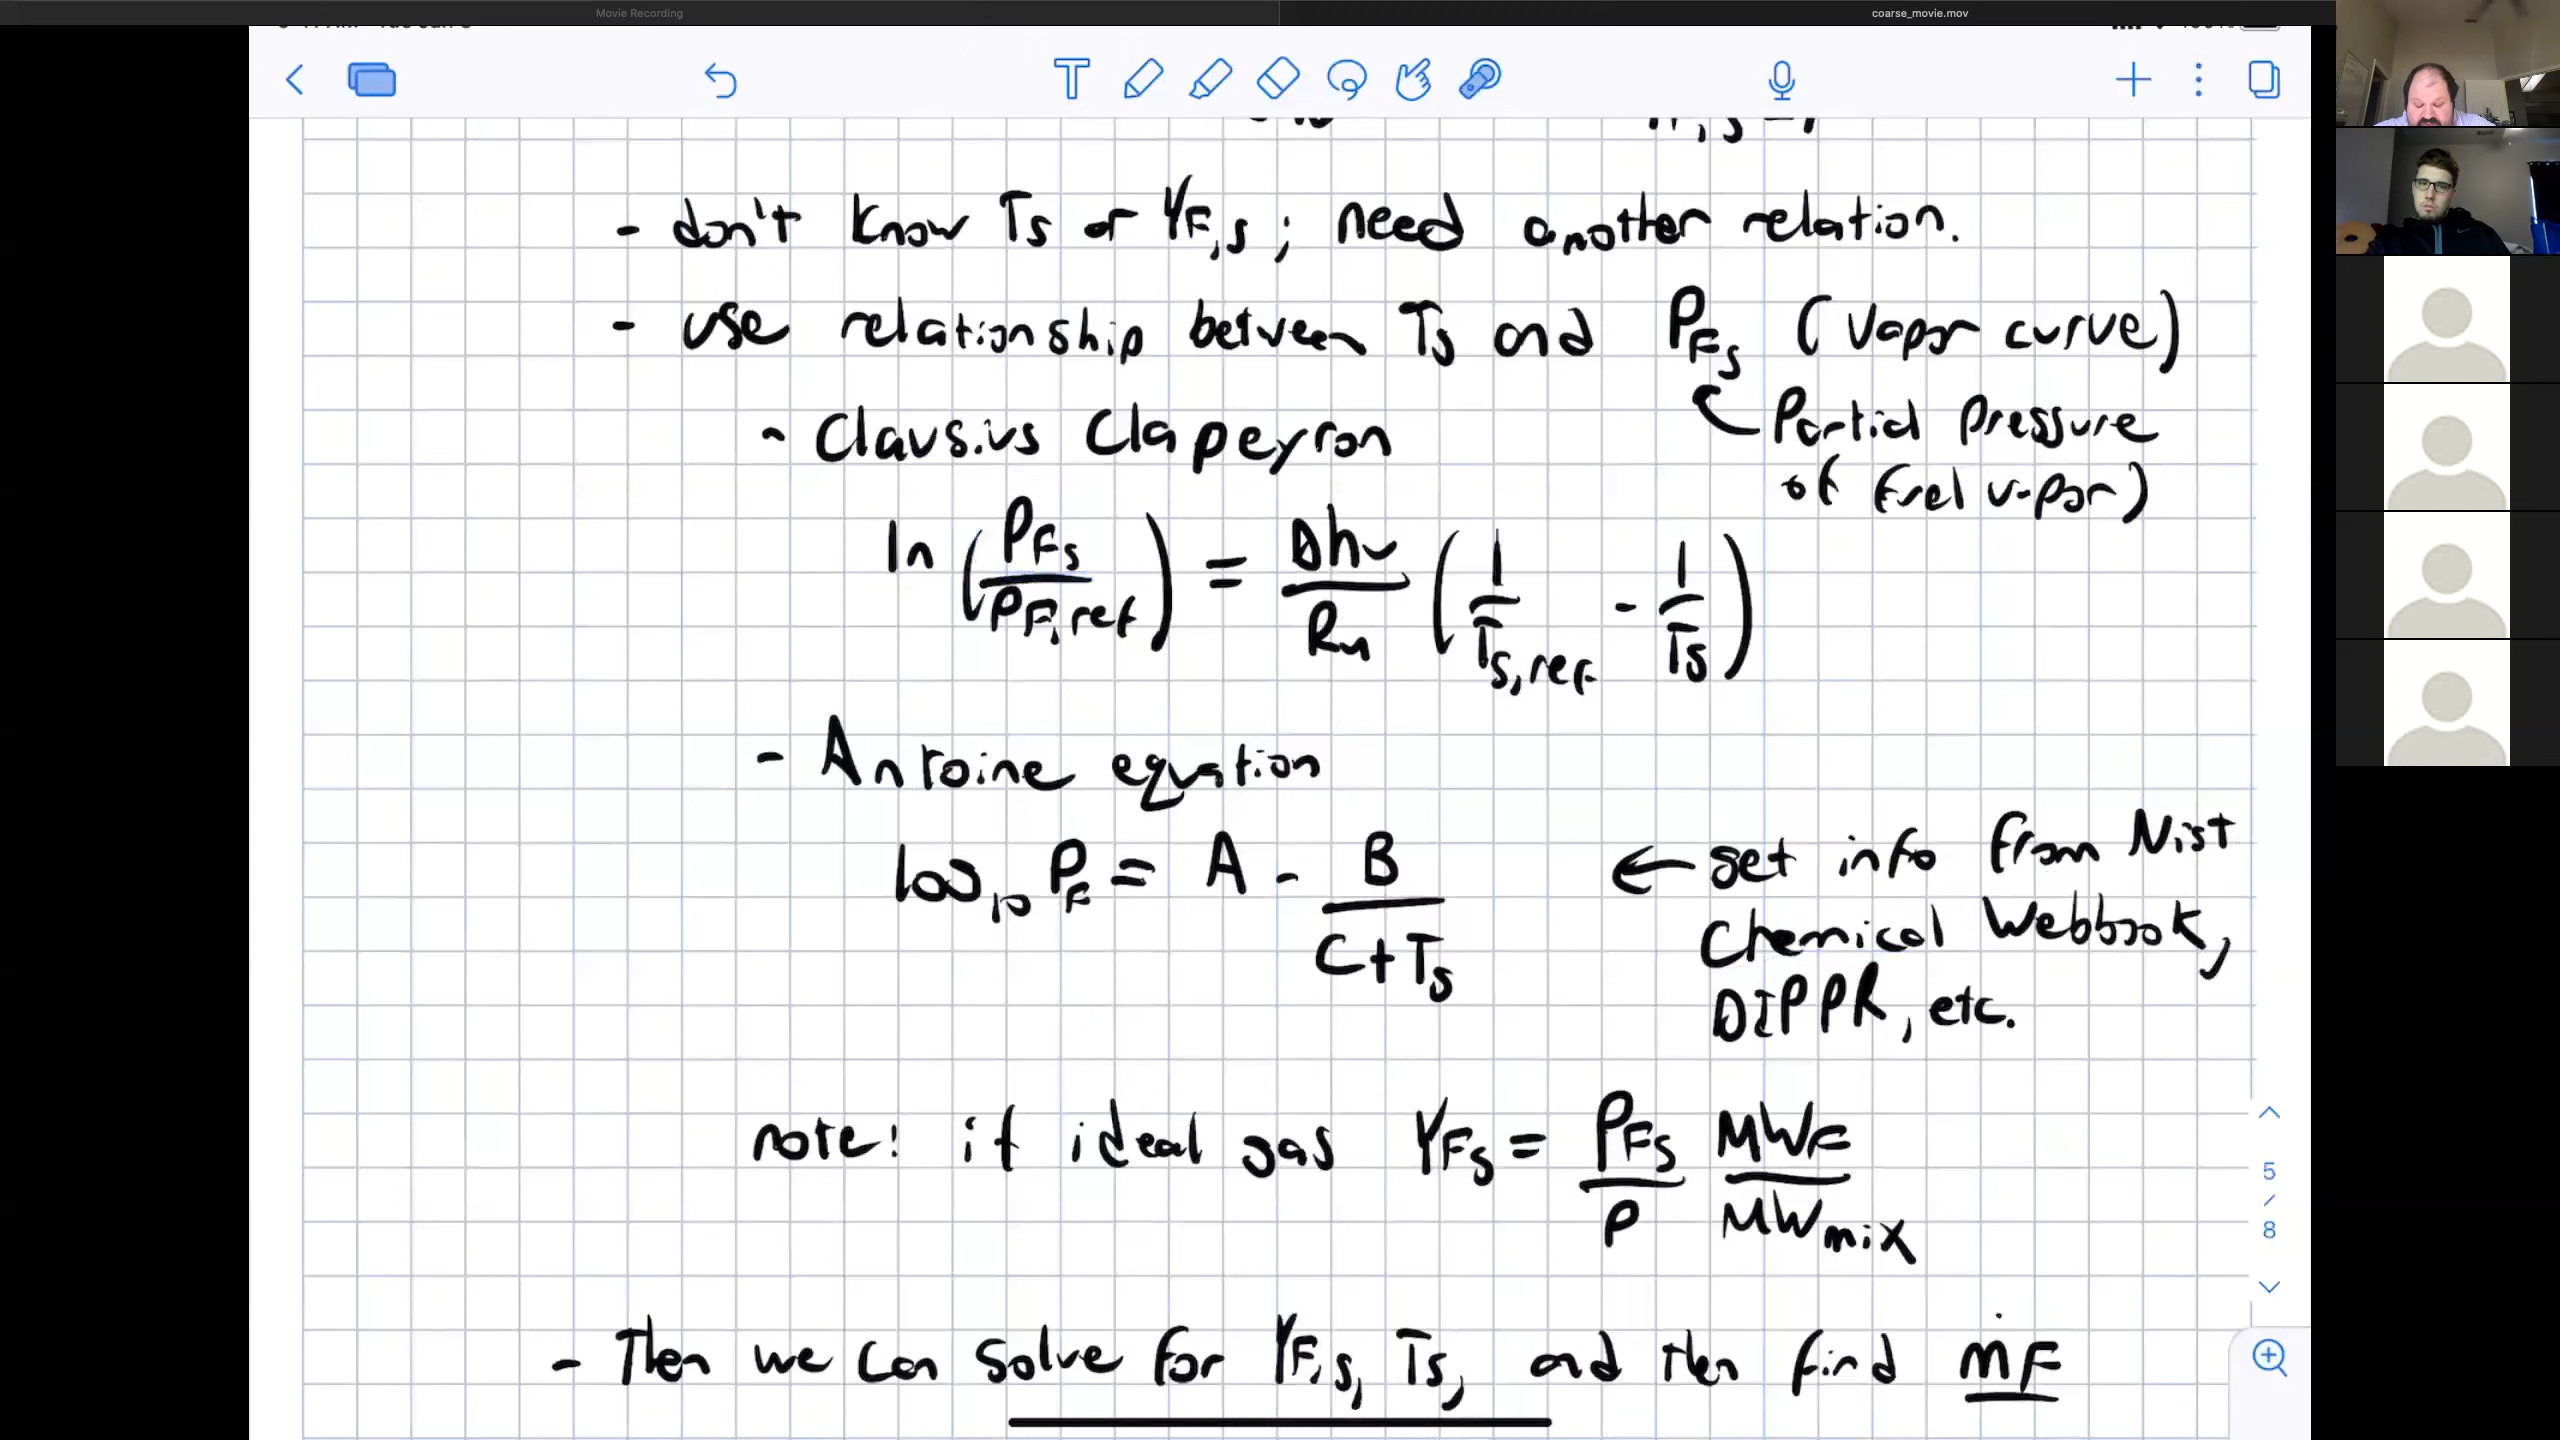 Movie Recording
coarse_movie.mov
- don't know Ts or YF,s ; need another relation.
- use relationship between Ts and PFs (vapor curve)
Partial Pressure of fuel vapor)
- Clausius Clapeyron
ln (PFs / PF,ref) = Δhv / Ru (1 / Ts,ref - 1 / Ts)
- Antoine equation
log10 PF = A - B / (C + Ts)
← get info from Nist
Chemical Webbook,
DIPPR, etc.
note: if ideal gas YFs = PFs / P MWF / MWmix
- Then we can solve for YF,s, Ts, and then find ṁF
5
/
8